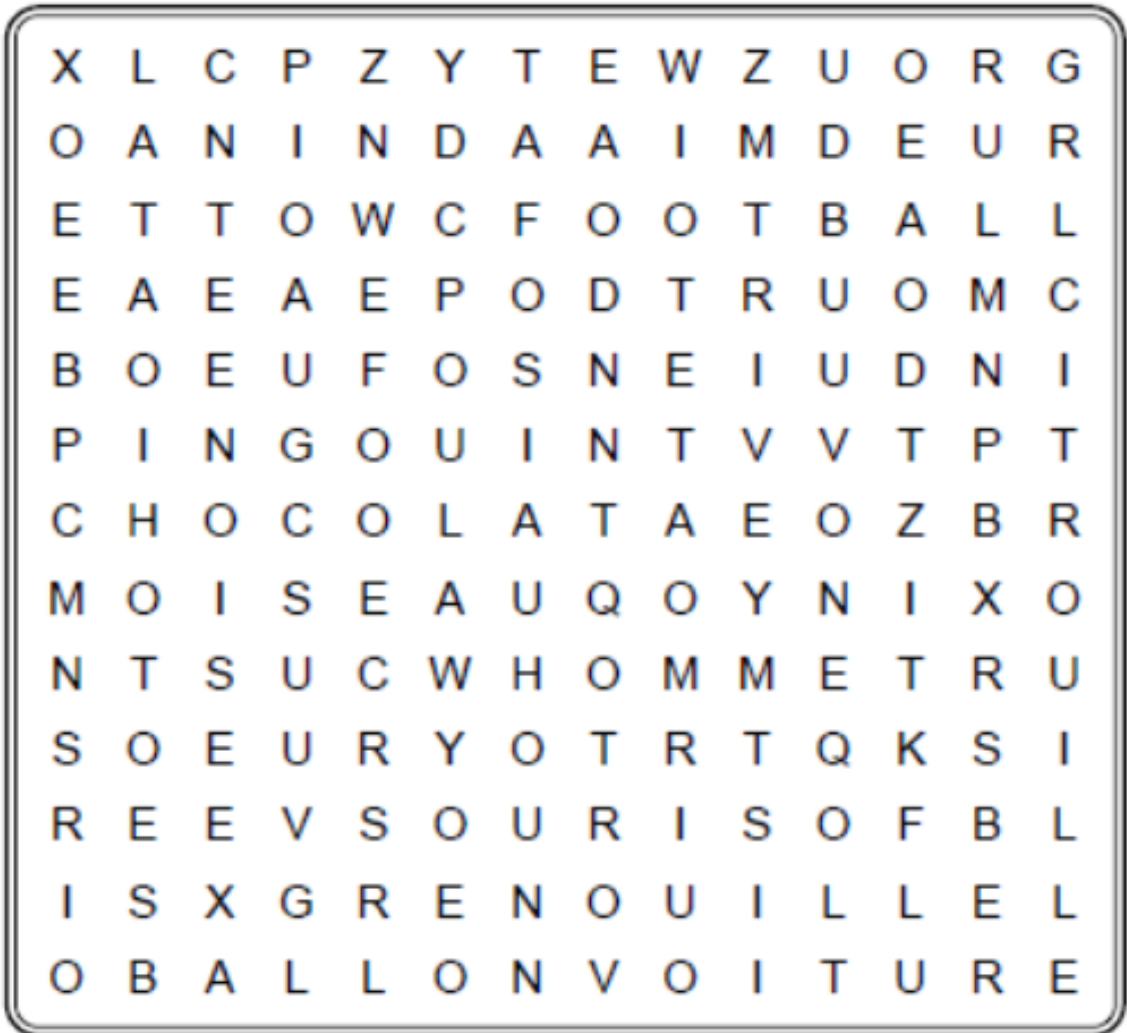 X L C P Z Y T E W Z U O R G
O A N I N D A A I M D E U R
E T T O W C F O O T B A L L
E A E A E P O D T R U O M C
B O E U F O S N E I U D N I
P I N G O U I N T V V T P T
C H O C O L A T A E O Z B R
M O I S E A U Q O Y N I X O
N T S U C W H O M M E T R U
S O E U R Y O T R T Q K S I
R E E V S O U R I S O F B L
I S X G R E N O U I L L E L
O B A L L O N V O I T U R E